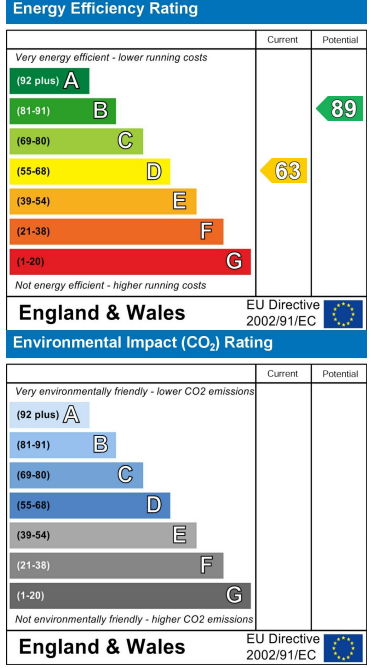 Energy Efficiency Rating
Current Potential
Very energy efficient - lower running costs
(92 plus) A
(81-91) B
89
(69-80) C
(55-68) D
63
(39-54) E
(21-38) F
(1-20) G
Not energy efficient - higher running costs
England & Wales
EU Directive
2002/91/EC
Environmental Impact (CO₂) Rating
Current Potential
Very environmentally friendly - lower CO2 emissions
(92 plus) A
(81-91) B
(69-80) C
(55-68) D
(39-54) E
(21-38) F
(1-20) G
Not environmentally friendly - higher CO2 emissions
England & Wales
EU Directive
2002/91/EC